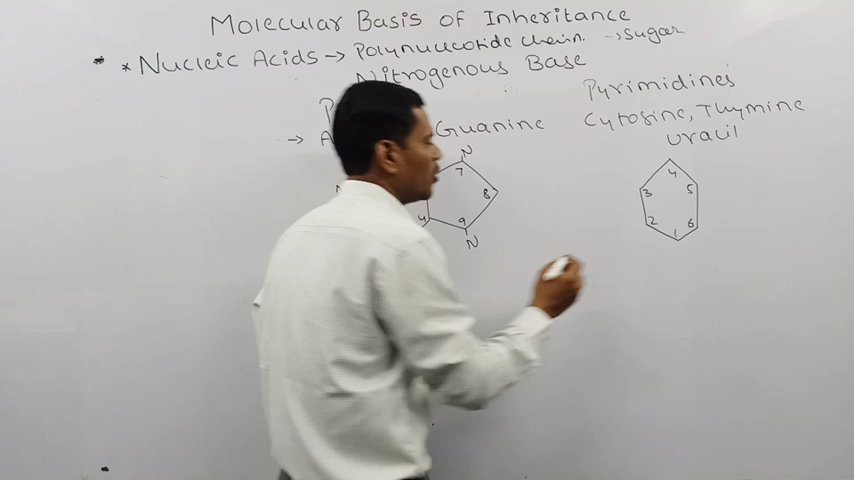 Molecular Basis of Inheritance
* Nucleic Acids → Polynucleotide chain. → Sugar
Nitrogenous Base
Pyrimidines
Guanine
Cytosine, Thymine
Uracil
→
N
7
8
9
4
N
4
3
5
2
6
1